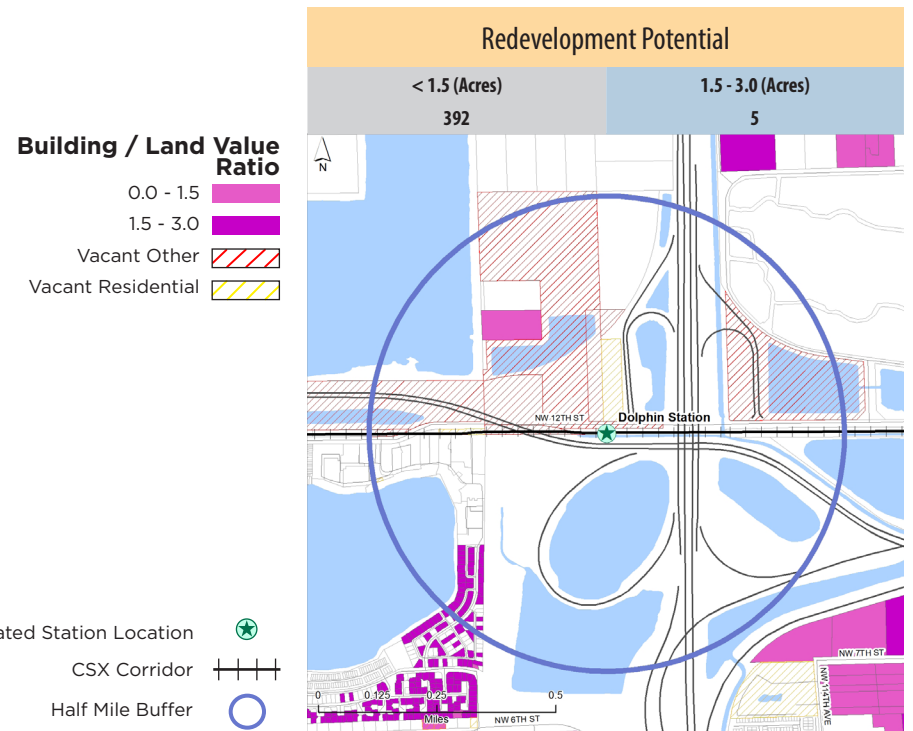 Redevelopment Potential
< 1.5 (Acres)
1.5 - 3.0 (Acres)
392
5
Building / Land Value
Ratio
0.0 - 1.5
1.5 - 3.0
Vacant Other
Vacant Residential
N
NW 12TH ST
Dolphin Station
ated Station Location
CSX Corridor
Half Mile Buffer
0
0.125
0.25
0.5
Miles
NW 6TH ST
NW 7TH ST
NW 114TH AVE